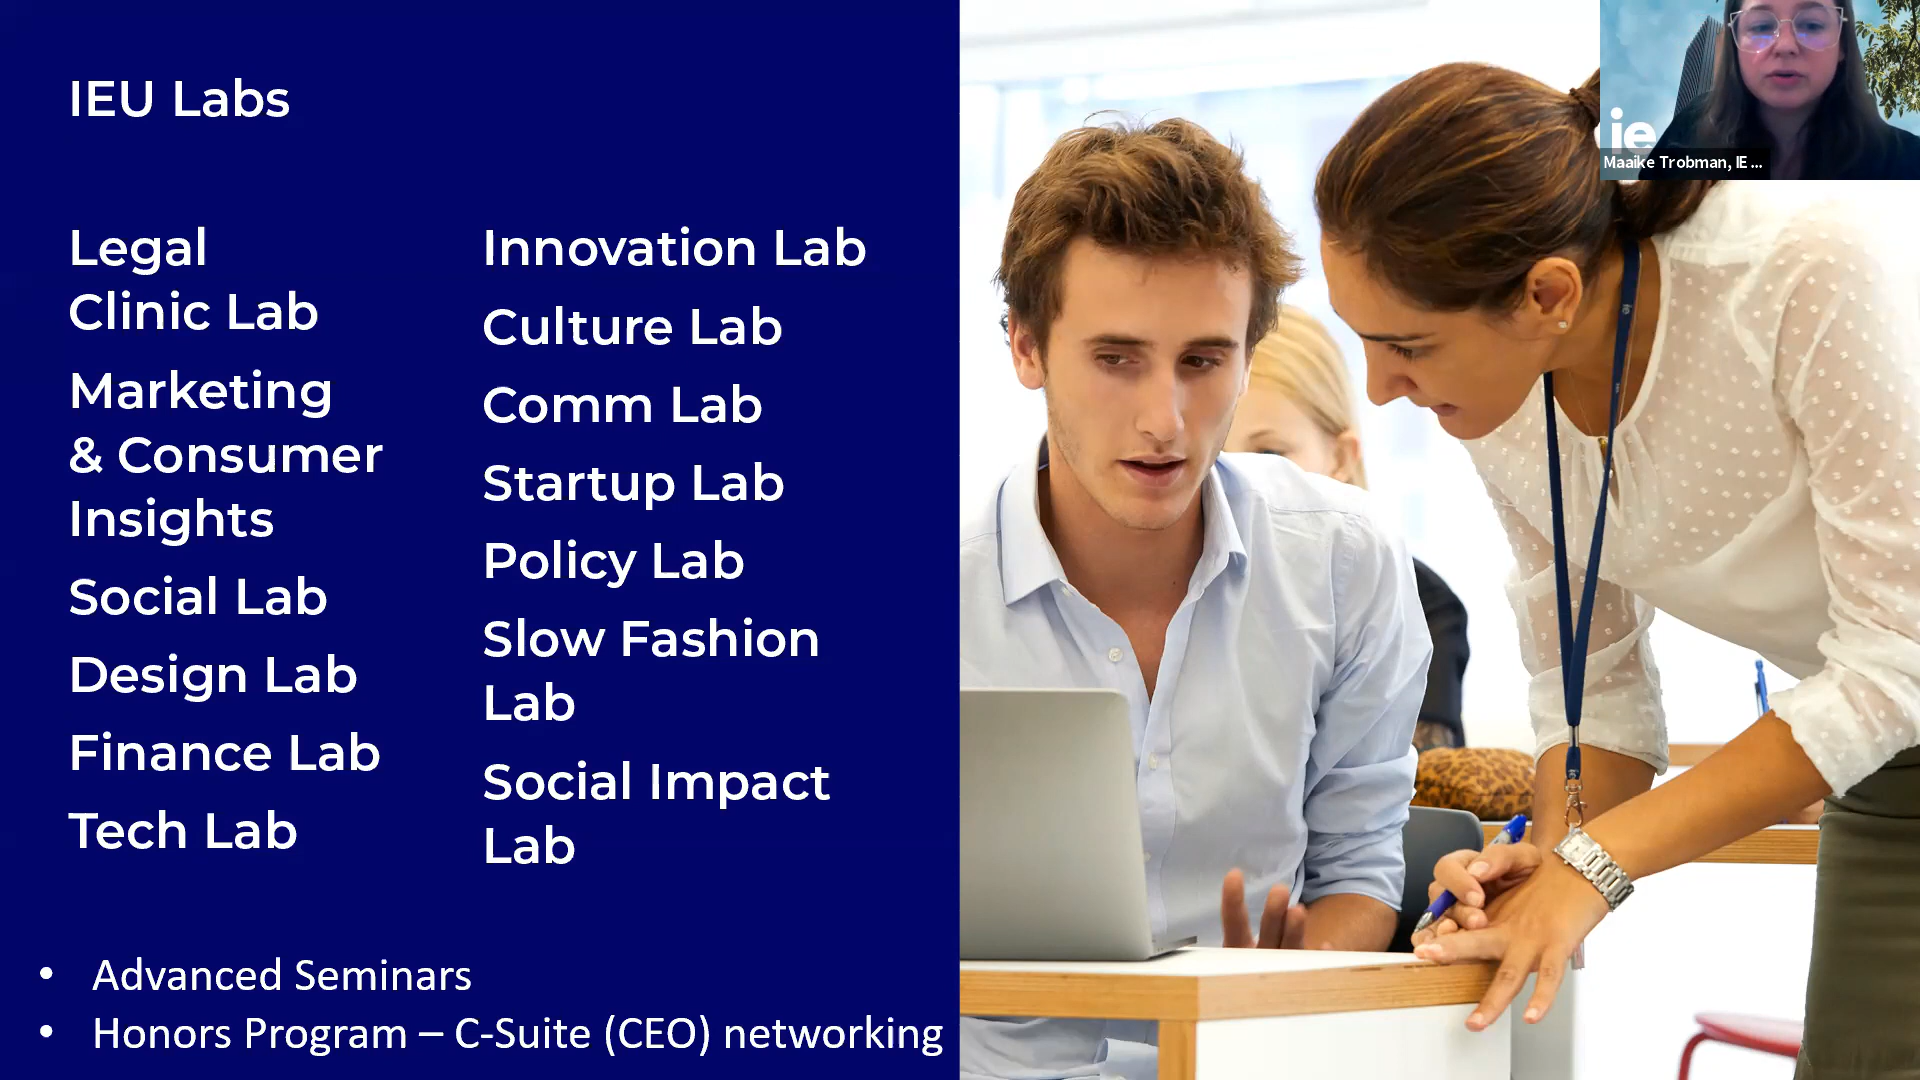 IEU Labs
Legal
Clinic Lab
Marketing
& Consumer
Insights
Social Lab
Design Lab
Finance Lab
Tech Lab
Innovation Lab
Culture Lab
Comm Lab
Startup Lab
Policy Lab
Slow Fashion
Lab
Social Impact
Lab
• Advanced Seminars
• Honors Program – C-Suite (CEO) networking
ie
Maaike Trobman, IE ...